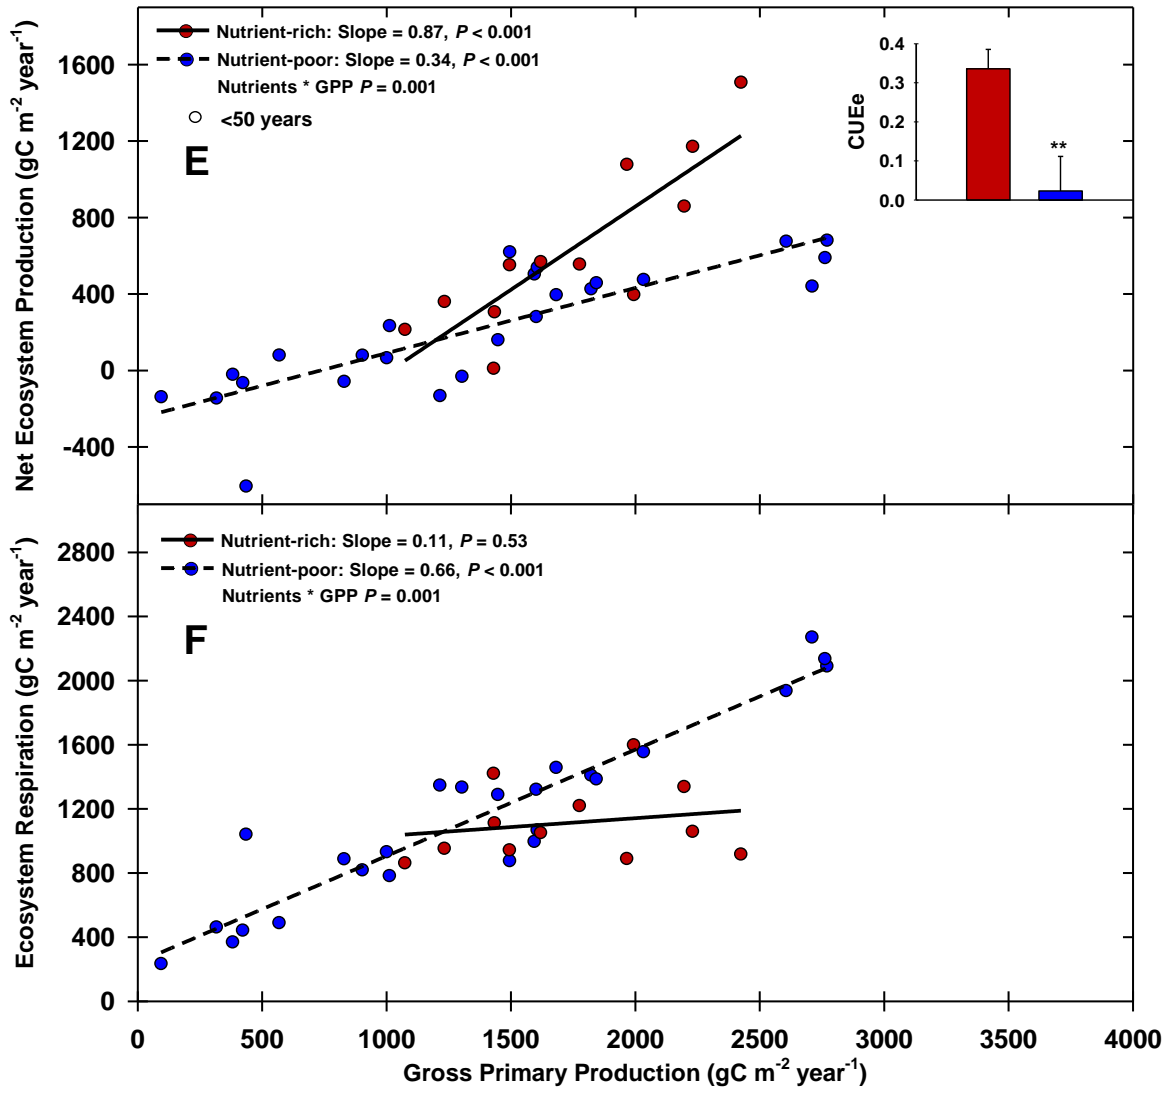 Nutrient-rich: Slope = 0.87, P < 0.001
Nutrient-poor: Slope = 0.34, P < 0.001
Nutrients * GPP P = 0.001
<50 years
E
Net Ecosystem Production (gC m-2 year-1)
1600
1200
800
400
0
-400
CUEe
0.4
0.3
0.2
0.1
0.0
**
Nutrient-rich: Slope = 0.11, P = 0.53
Nutrient-poor: Slope = 0.66, P < 0.001
Nutrients * GPP P = 0.001
F
Ecosystem Respiration (gC m-2 year-1)
2800
2400
2000
1600
1200
800
400
0
0 500 1000 1500 2000 2500 3000 3500 4000
Gross Primary Production (gC m-2 year-1)